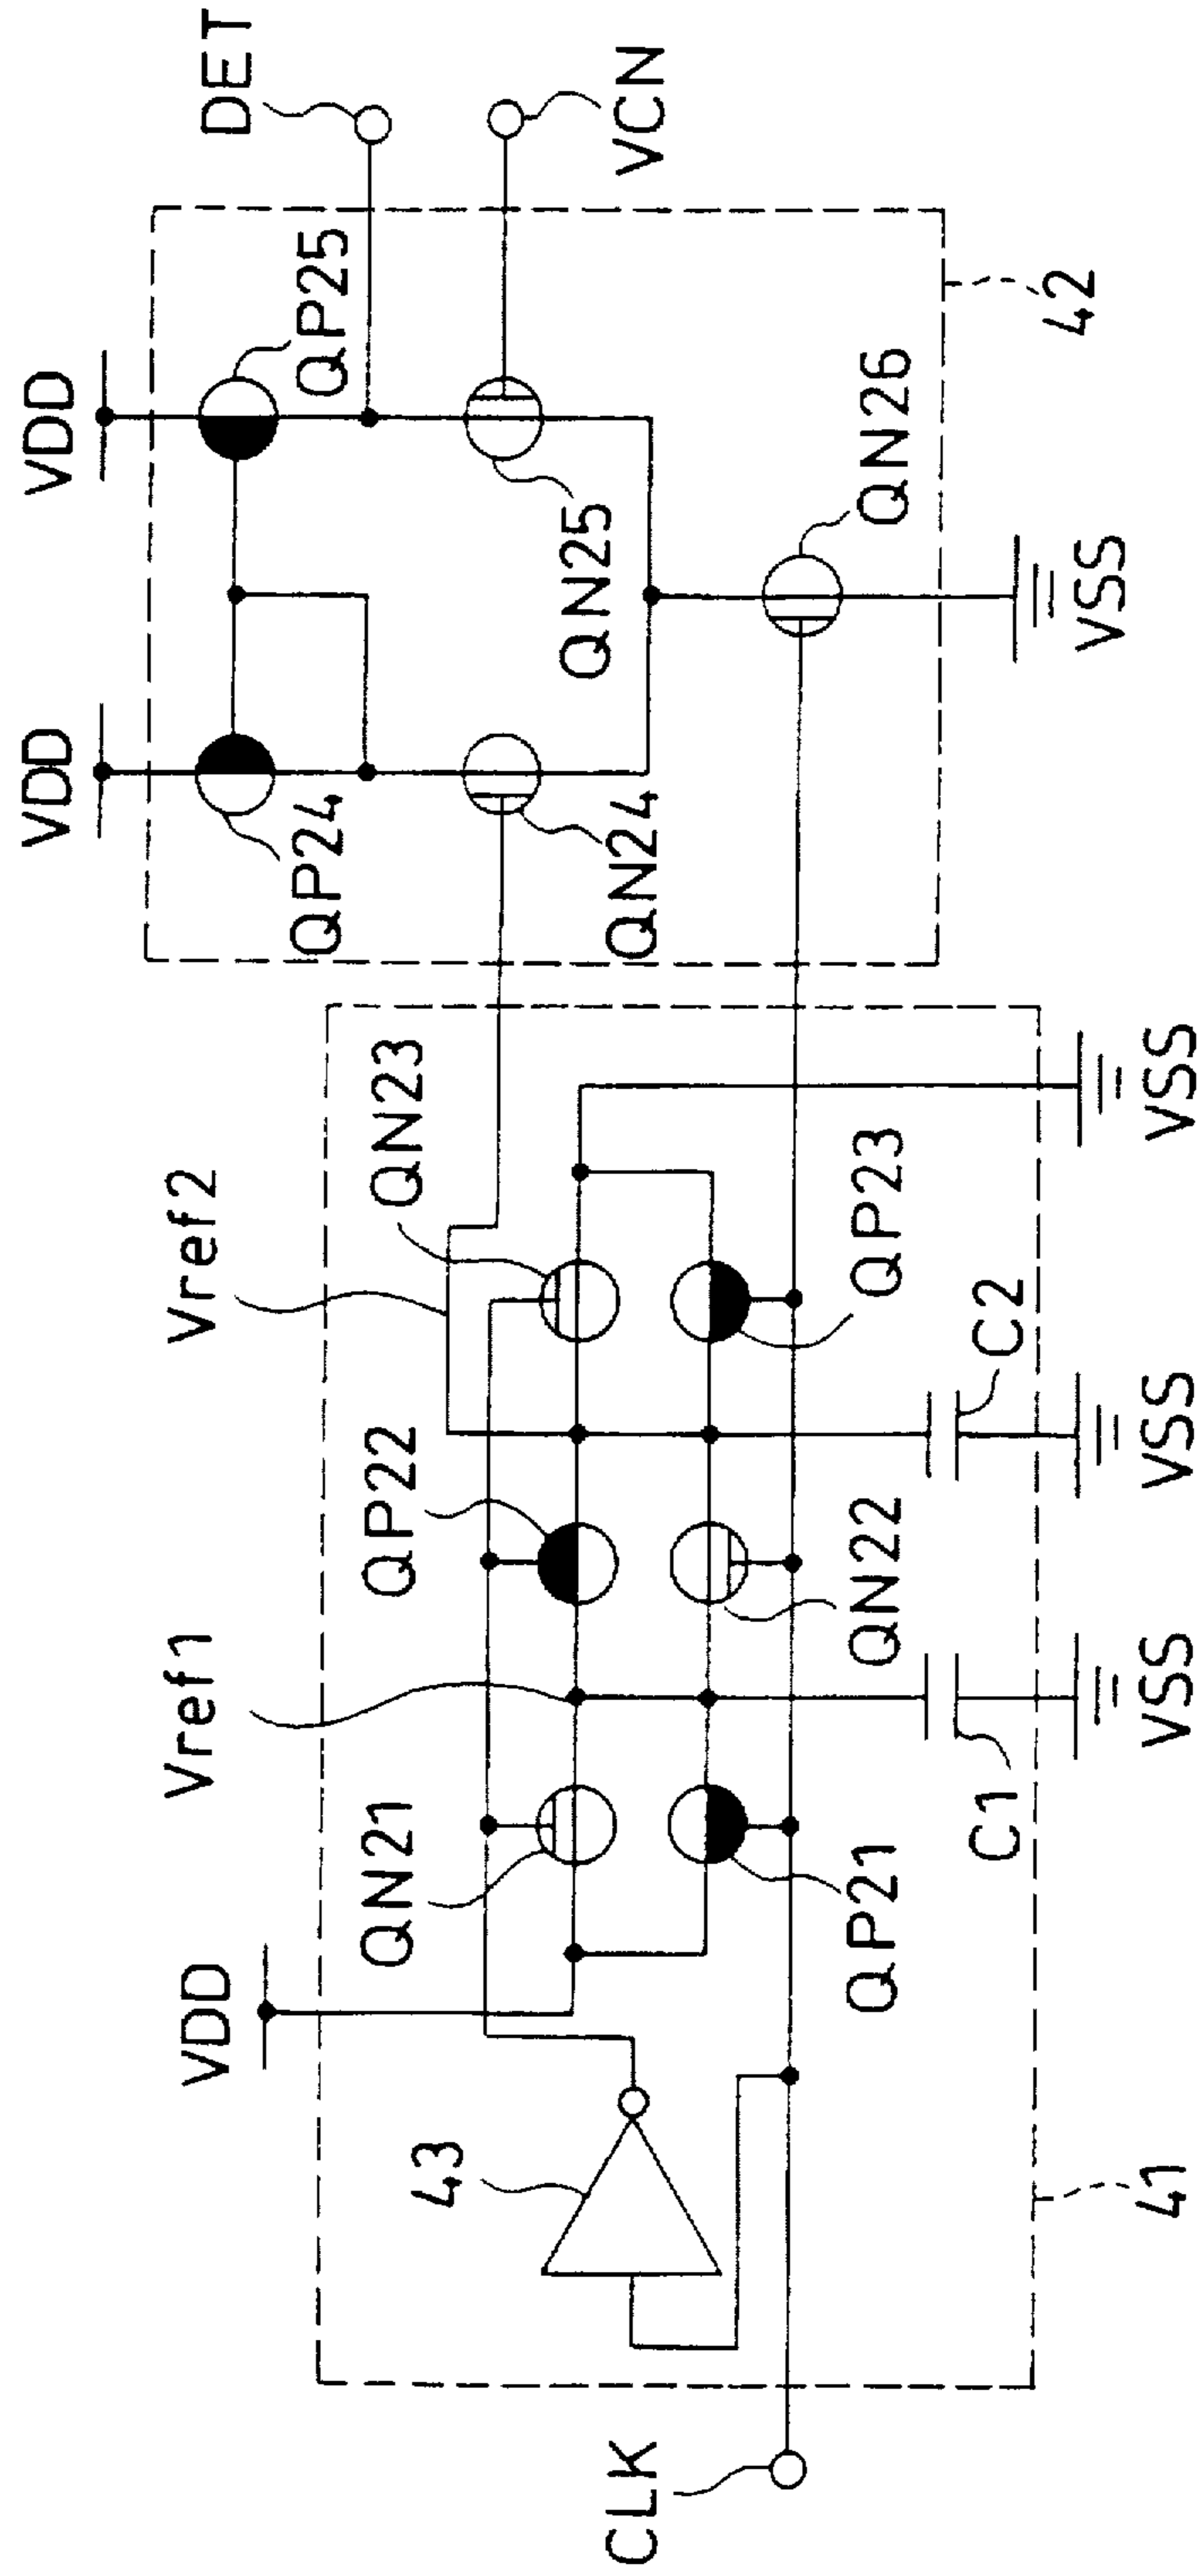 VDD
VDD
DET
QP25
QP24
VCN
QN25
QN24
QN26
42
VSS
Vref2
QN23
Vref1
QP22
VDD
QN21
43
QP23
QN22
C2
QP21
C1
CLK
VSS
VSS
VSS
41